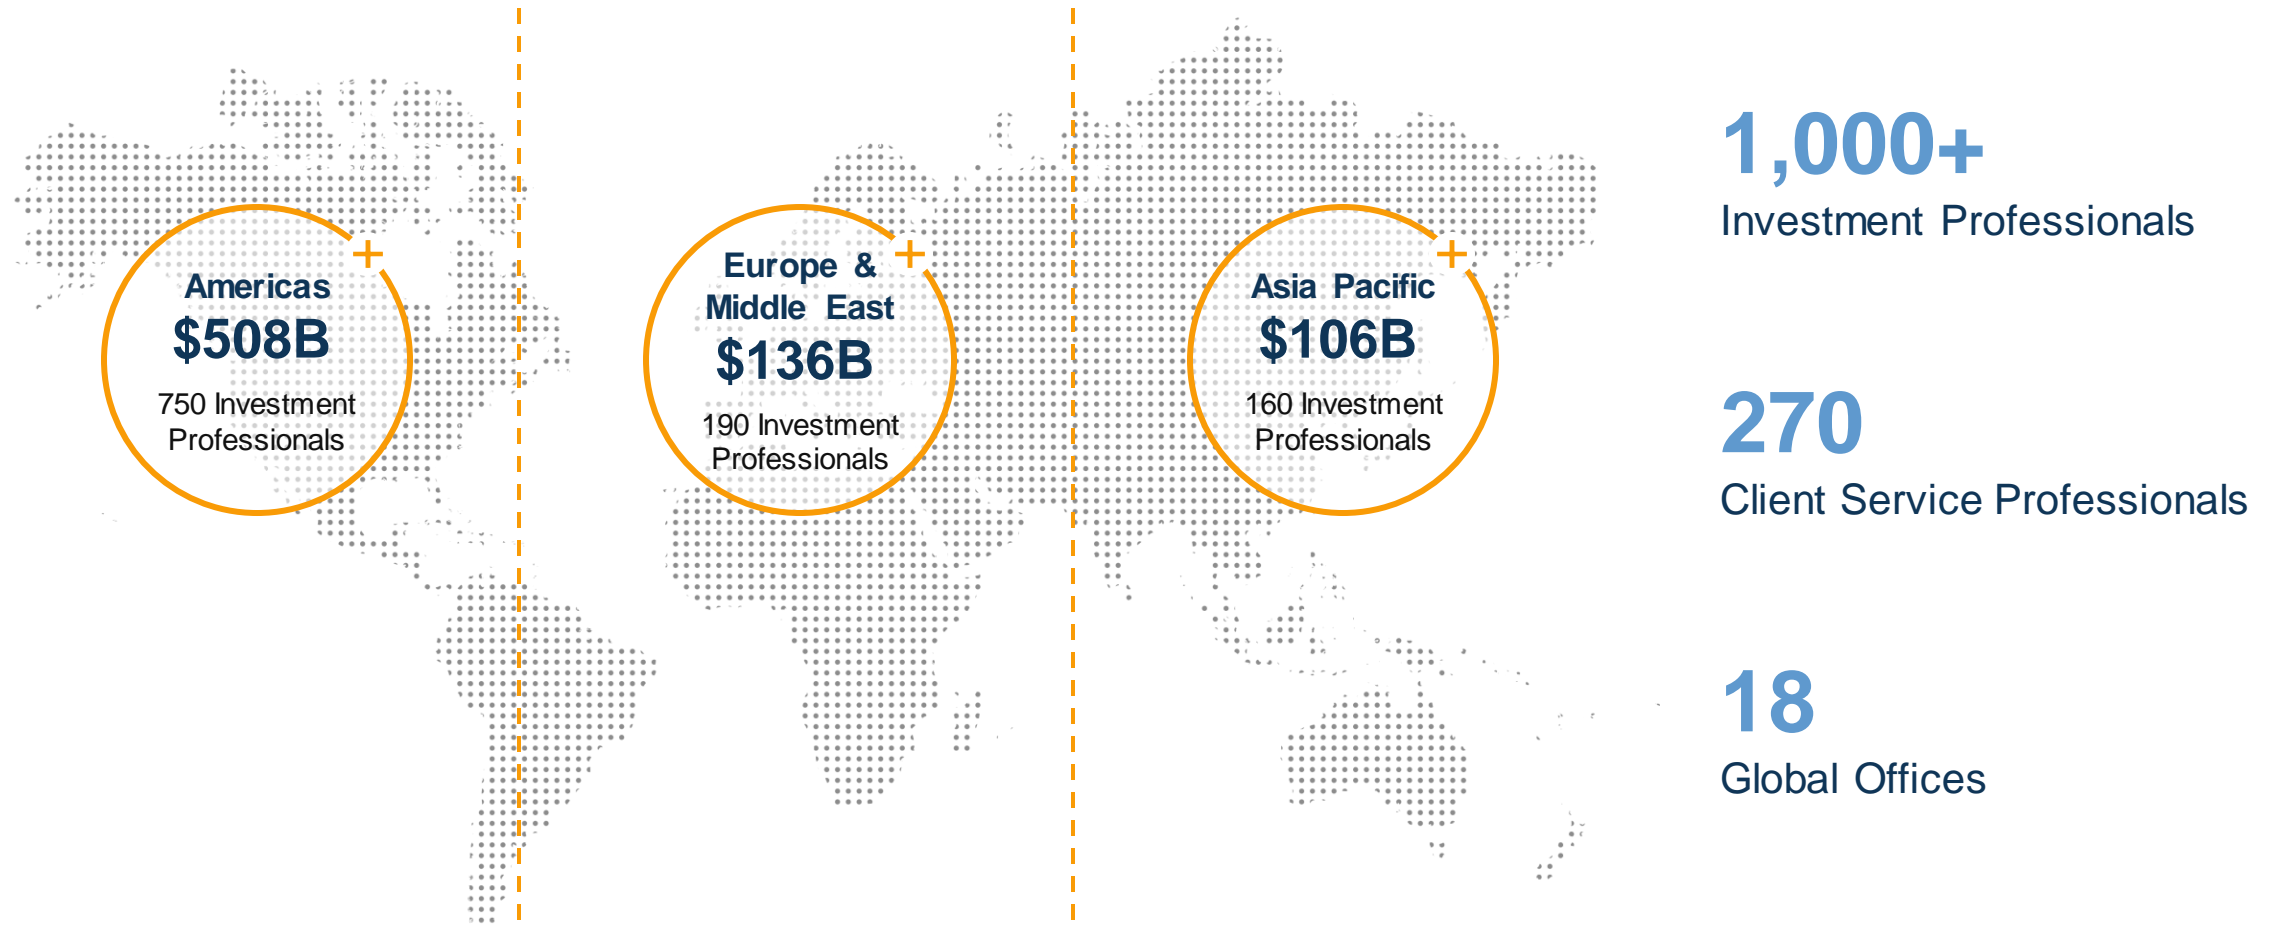 Americas
$508B
750 Investment
Professionals
Europe &
Middle East
$136B
190 Investment
Professionals
Asia Pacific
$106B
160 Investment
Professionals
1,000+
Investment Professionals
270
Client Service Professionals
18
Global Offices